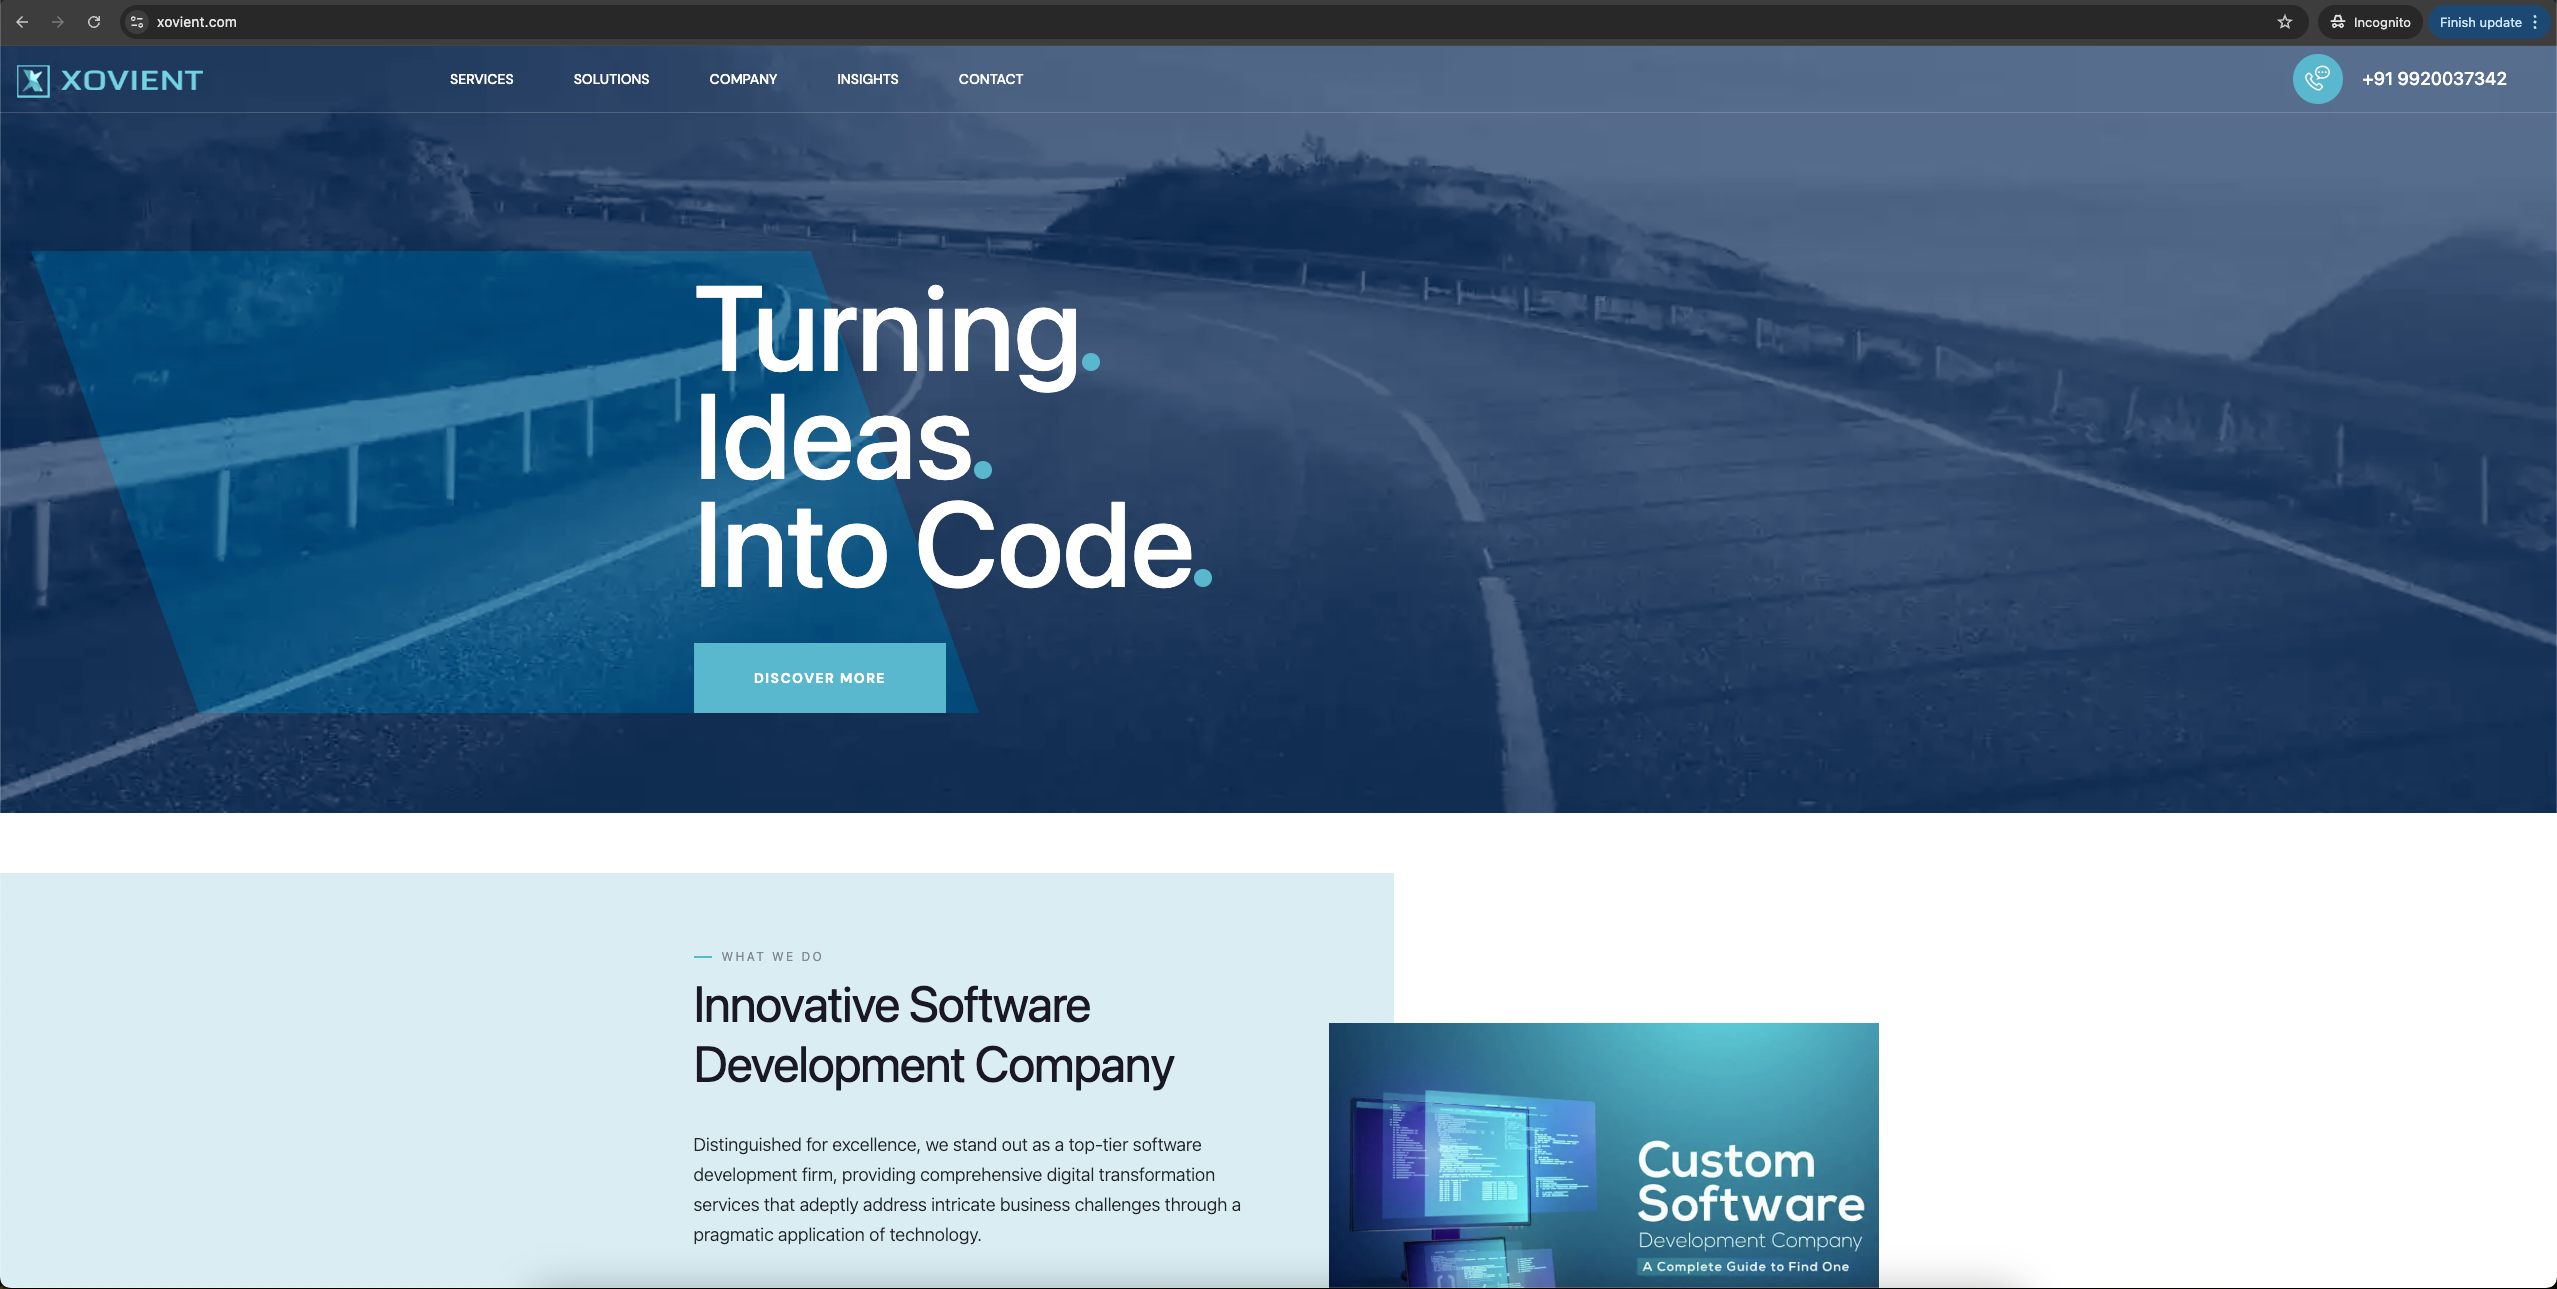 xovient.com
Incognito
Finish update
XOVIENT
SERVICES
SOLUTIONS
COMPANY
INSIGHTS
CONTACT
+91 9920037342
Turning.
Ideas.
Into Code.
DISCOVER MORE
WHAT WE DO
Innovative Software
Development Company
Distinguished for excellence, we stand out as a top-tier software
development firm, providing comprehensive digital transformation
services that adeptly address intricate business challenges through a
pragmatic application of technology.
Custom
Software
Development Company
A Complete Guide to Find One